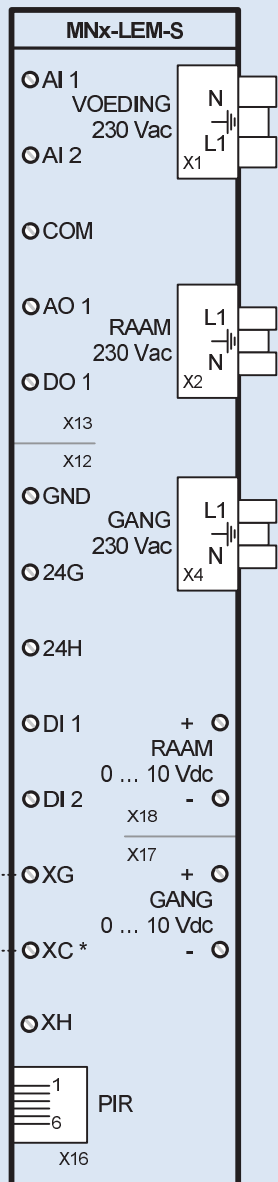 MNx-LEM-S
AI 1
VOEDING
230 Vac
N
L1
X1
AI 2
COM
AO 1
RAAM
230 Vac
L1
N
X2
DO 1
X13
X12
GND
GANG
230 Vac
L1
N
X4
24G
24H
DI 1
+
RAAM
0 ... 10 Vdc
DI 2
-
X18
X17
XG
+
GANG
0 ... 10 Vdc
XC *
-
XH
1
6
PIR
X16